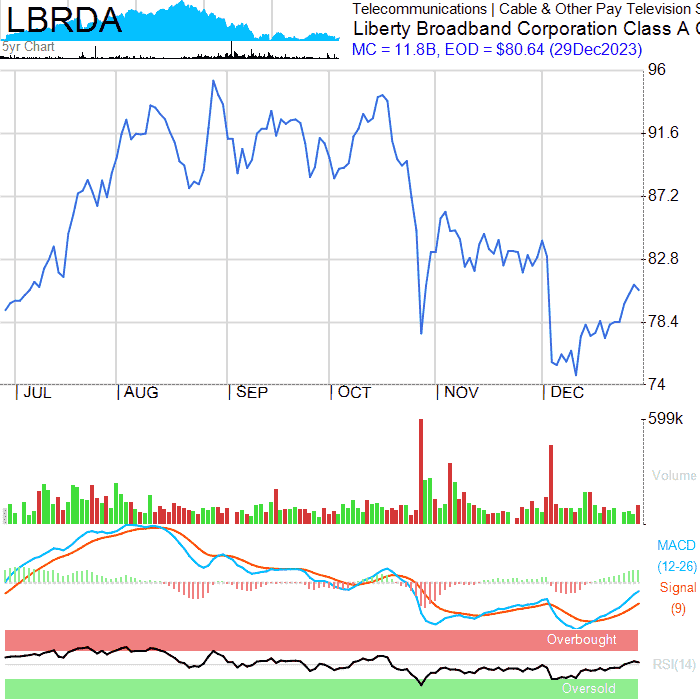 LBRDA
5yr Chart
Telecommunications | Cable & Other Pay Television S
Liberty Broadband Corporation Class A C
MC = 11.8B, EOD = $80.64 (29Dec2023)
96
91.6
87.2
82.8
78.4
74
JUL AUG SEP OCT NOV DEC
599k
Volume
MACD
(12-26)
Signal
(9)
Overbought
RSI(14)
Oversold